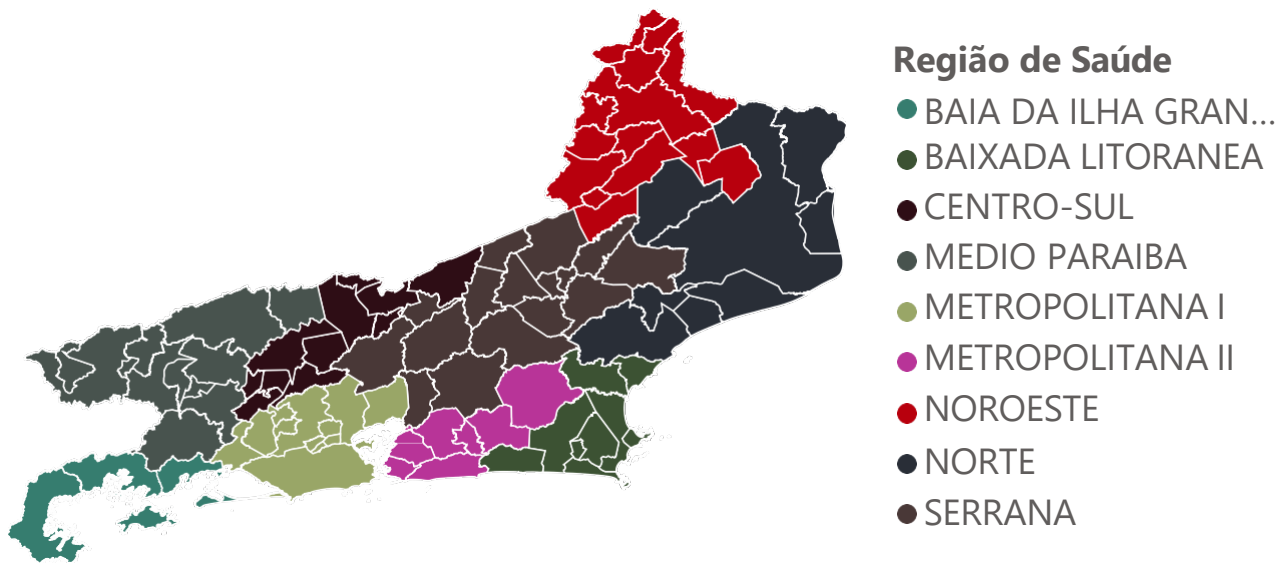 Região de Saúde
BAIA DA ILHA GRAN...
BAIXADA LITORANEA
CENTRO-SUL
MEDIO PARAIBA
METROPOLITANA I
METROPOLITANA II
NOROESTE
NORTE
SERRANA